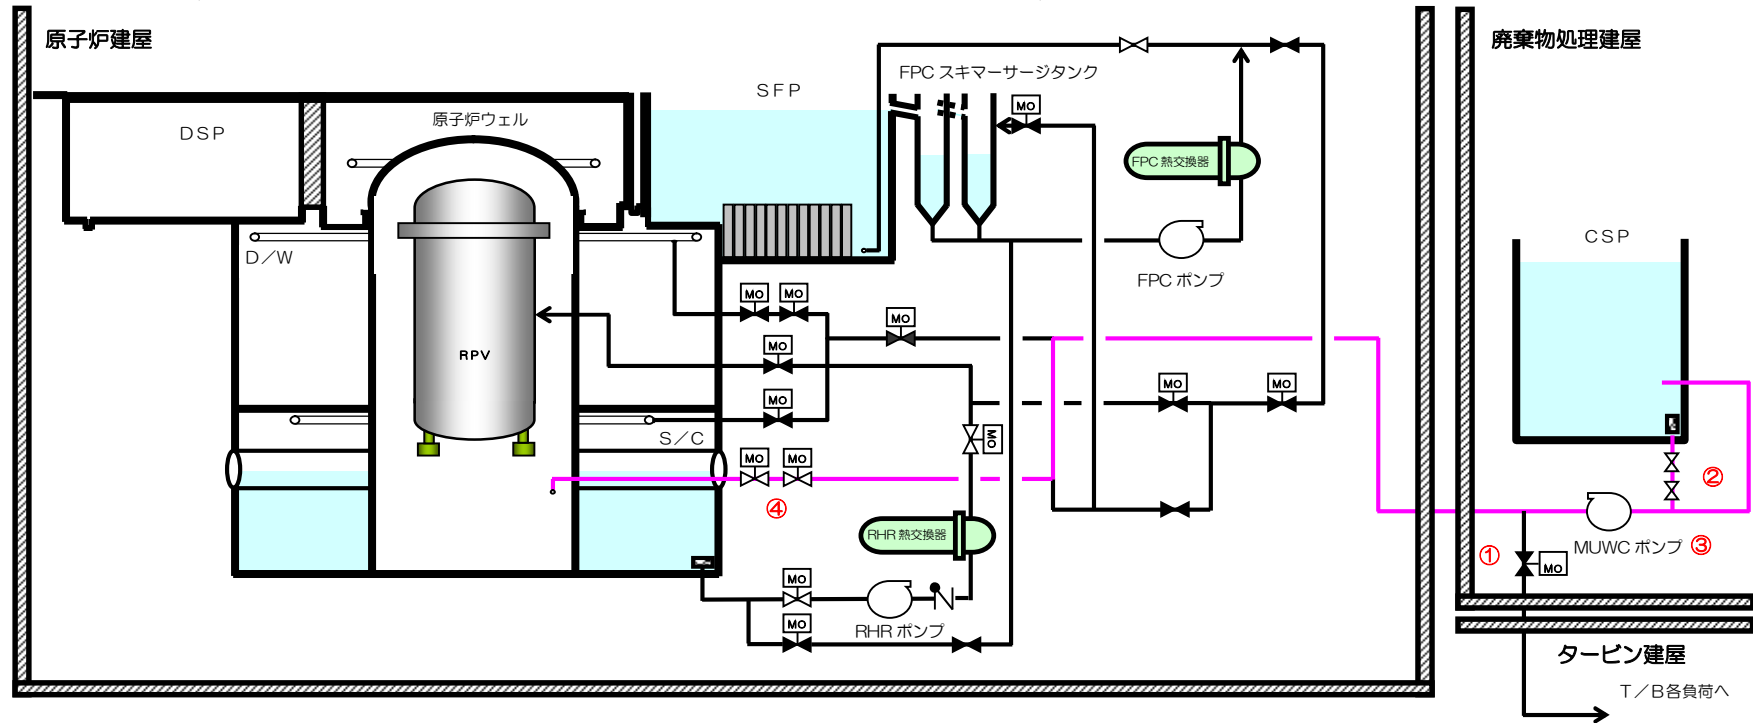 原子炉建屋
廃棄物処理建屋
FPC スキマーサージタンク
SFP
MO
原子炉ウェル
DSP
FPC 熱交換器
CSP
D／W
FPC ポンプ
MO
MO
MO
MO
RPV
MO
MO
MO
S／C
MO
MO
MO
②
④
RHR 熱交換器
MUWC ポンプ
③
①
MO
MO
MO
RHR ポンプ
タービン建屋
T／B各負荷へ